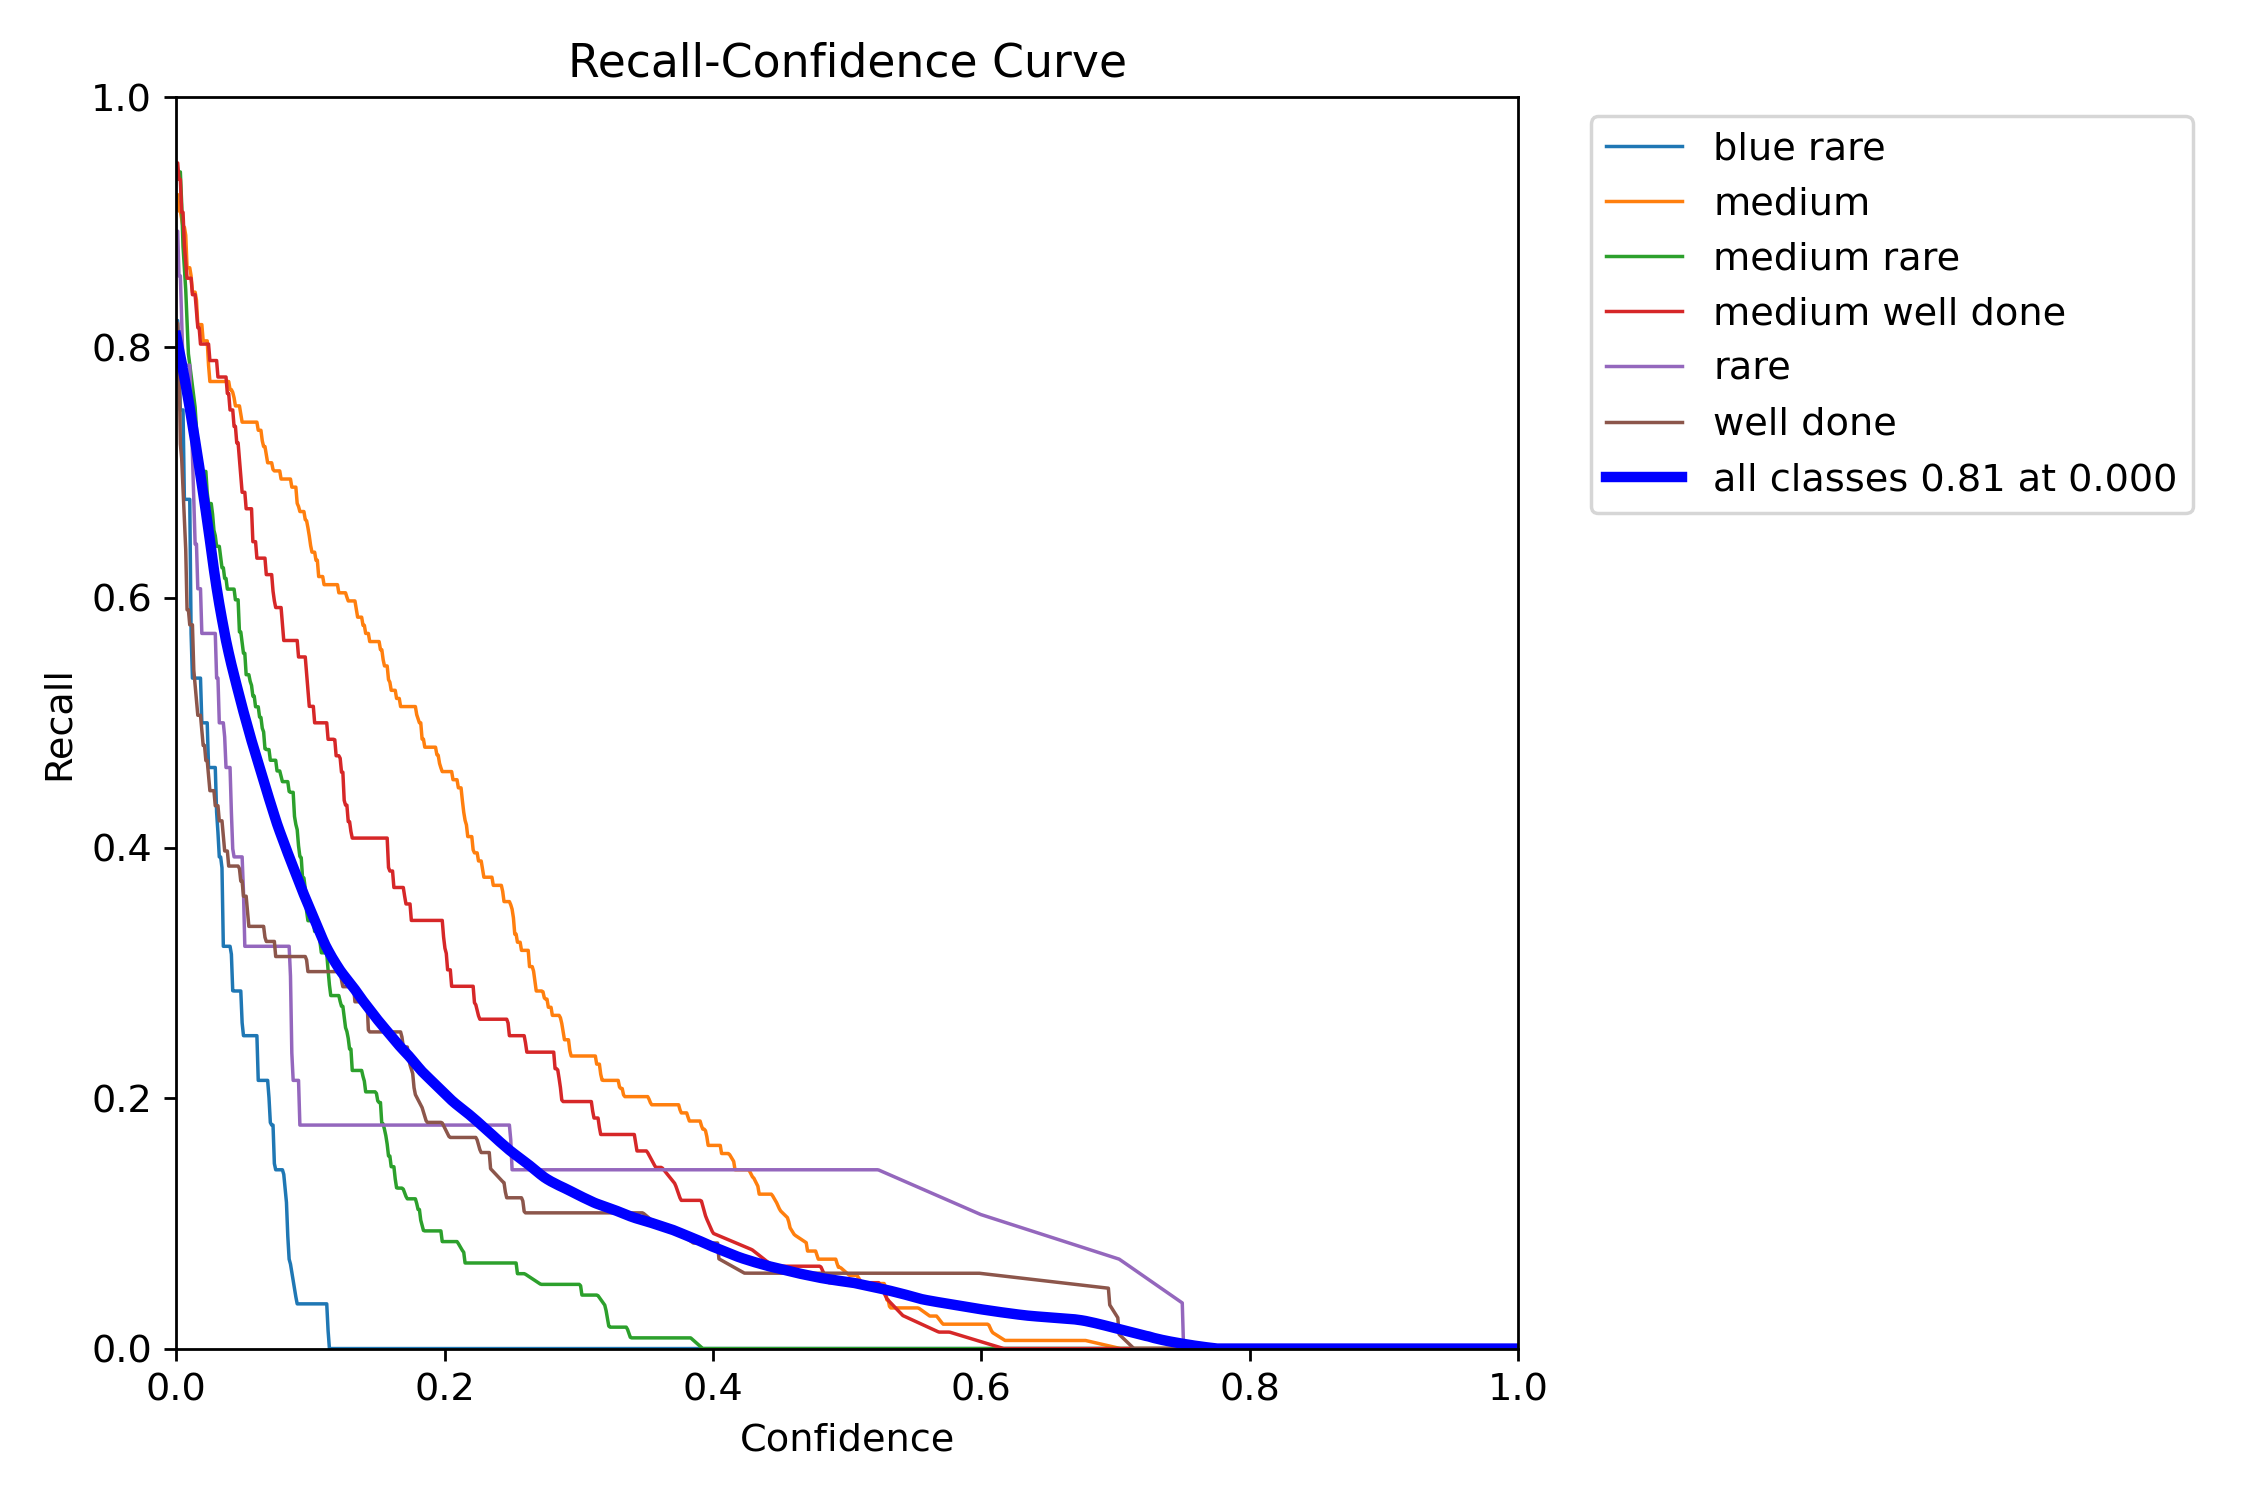 Recall-Confidence Curve
1.0
0.8
0.6
0.4
0.2
0.0
Recall
0.0 0.2 0.4 0.6 0.8 1.0
Confidence
blue rare
medium
medium rare
medium well done
rare
well done
all classes 0.81 at 0.000